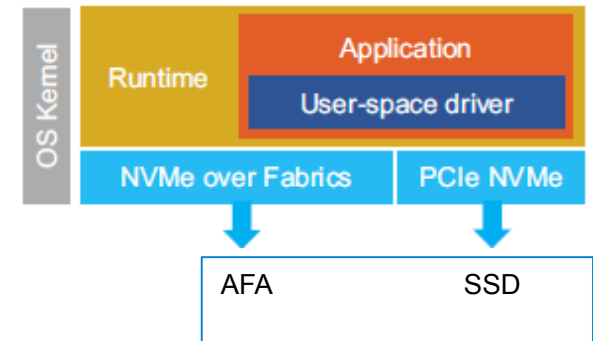 OS Kernel
Runtime
Application
User-space driver
NVMe over Fabrics
PCIe NVMe
AFA
SSD